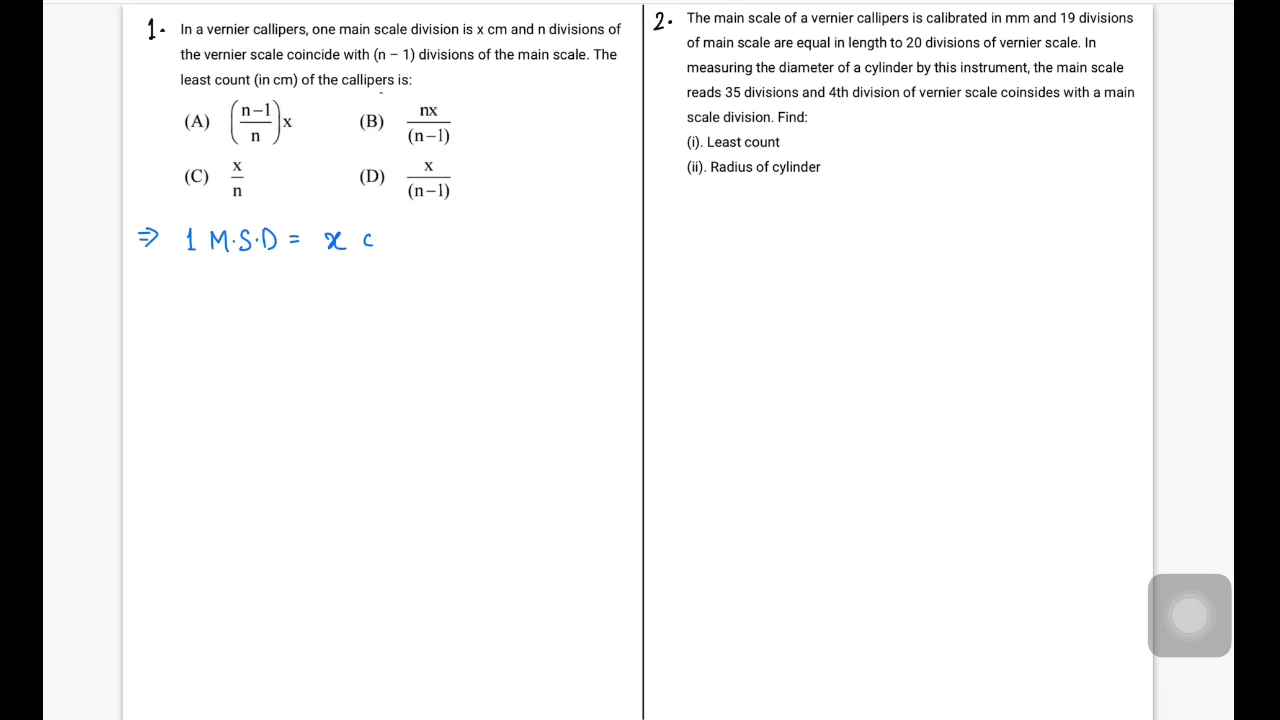 1. In a vernier callipers, one main scale division is x cm and n divisions of
the vernier scale coincide with (n − 1) divisions of the main scale. The
least count (in cm) of the callipers is:
(A) ((n−1)/n)x (B) nx/(n−1)
(C) x/n (D) x/(n−1)
⇒ 1 M.S.D = x c
2. The main scale of a vernier callipers is calibrated in mm and 19 divisions
of main scale are equal in length to 20 divisions of vernier scale. In
measuring the diameter of a cylinder by this instrument, the main scale
reads 35 divisions and 4th division of vernier scale coinsides with a main
scale division. Find:
(i). Least count
(ii). Radius of cylinder